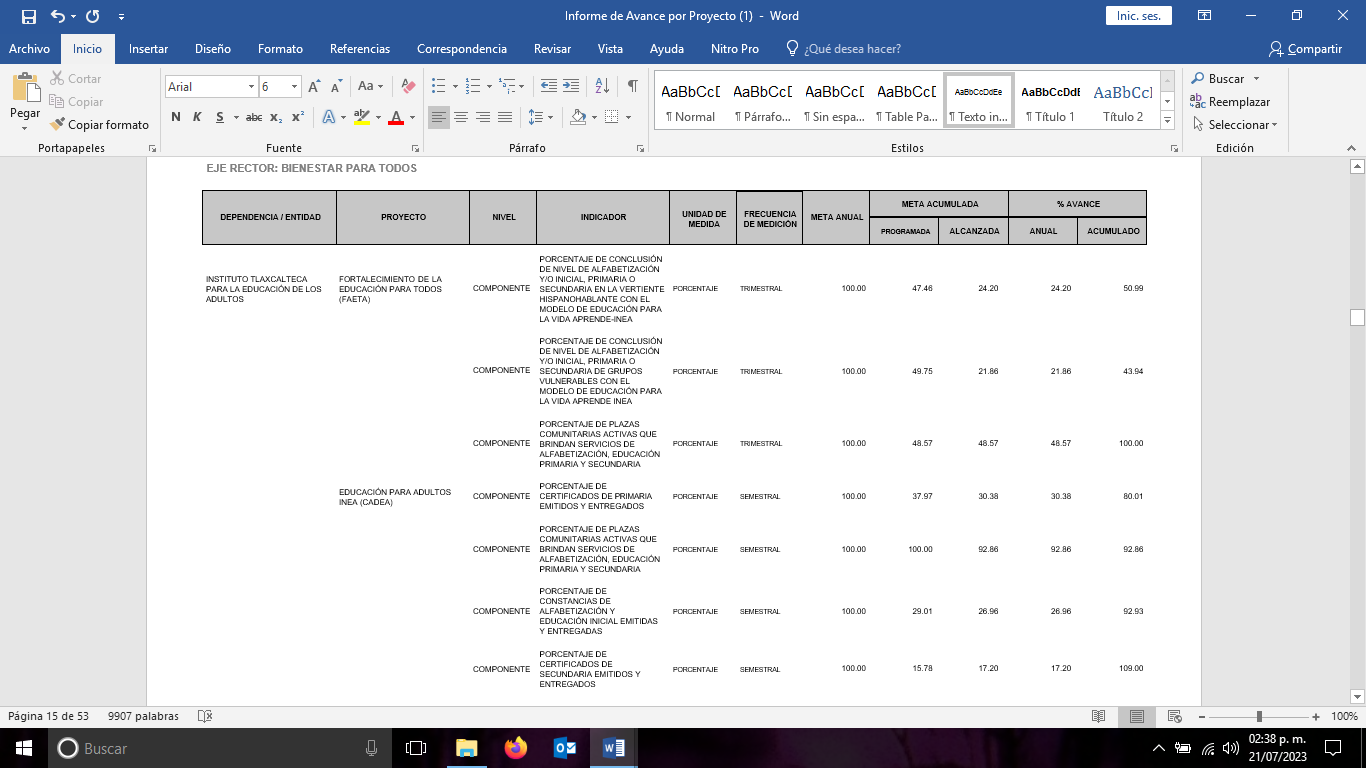 Informe de Avance por Proyecto (1) - Word
Inic. ses.
Archivo Inicio Insertar Diseño Formato Referencias Correspondencia Revisar Vista Ayuda Nitro Pro ¿Qué desea hacer? Compartir
Pegar
Cortar
Copiar
Copiar formato
Portapapeles
Arial 6
N K S abc x₂ x²
Fuente
Párrafo
AaBbCcI AaBbCcI AaBbCcI AaBbCcI AaBbCcDdEe AaBbCcDdE AaBbCcI
¶ Normal ¶ Párrafo... ¶ Sin espa... ¶ Table Pa... ¶ Texto in... ¶ Título 1 Título 2
Estilos
Buscar
Reemplazar
Seleccionar
Edición
EJE RECTOR: BIENESTAR PARA TODOS
DEPENDENCIA / ENTIDAD PROYECTO NIVEL INDICADOR UNIDAD DE MEDIDA FRECUENCIA DE MEDICIÓN META ANUAL META ACUMULADA % AVANCE
PROGRAMADA ALCANZADA ANUAL ACUMULADO
INSTITUTO TLAXCALTECA
PARA LA EDUCACIÓN DE LOS
ADULTOS
FORTALECIMIENTO DE LA
EDUCACIÓN PARA TODOS
(FAETA)
COMPONENTE
PORCENTAJE DE CONCLUSIÓN
DE NIVEL DE ALFABETIZACIÓN
Y/O INICIAL, PRIMARIA O
SECUNDARIA EN LA VERTIENTE
HISPANOHABLANTE CON EL
MODELO DE EDUCACIÓN PARA
LA VIDA APRENDE-INEA
PORCENTAJE TRIMESTRAL 100.00 47.46 24.20 24.20 50.99
COMPONENTE
PORCENTAJE DE CONCLUSIÓN
DE NIVEL DE ALFABETIZACIÓN
Y/O INICIAL, PRIMARIA O
SECUNDARIA DE GRUPOS
VULNERABLES CON EL
MODELO DE EDUCACIÓN PARA
LA VIDA APRENDE INEA
PORCENTAJE TRIMESTRAL 100.00 49.75 21.86 21.86 43.94
COMPONENTE
PORCENTAJE DE PLAZAS
COMUNITARIAS ACTIVAS QUE
BRINDAN SERVICIOS DE
ALFABETIZACIÓN, EDUCACIÓN
PRIMARIA Y SECUNDARIA
PORCENTAJE TRIMESTRAL 100.00 48.57 48.57 48.57 100.00
EDUCACIÓN PARA ADULTOS
INEA (CADEA)
COMPONENTE
PORCENTAJE DE
CERTIFICADOS DE PRIMARIA
EMITIDOS Y ENTREGADOS
PORCENTAJE SEMESTRAL 100.00 37.97 30.38 30.38 80.01
COMPONENTE
PORCENTAJE DE PLAZAS
COMUNITARIAS ACTIVAS QUE
BRINDAN SERVICIOS DE
ALFABETIZACIÓN, EDUCACIÓN
PRIMARIA Y SECUNDARIA
PORCENTAJE SEMESTRAL 100.00 100.00 92.86 92.86 92.86
COMPONENTE
PORCENTAJE DE
CONSTANCIAS DE
ALFABETIZACIÓN Y
EDUCACIÓN INICIAL EMITIDAS
Y ENTREGADAS
PORCENTAJE SEMESTRAL 100.00 29.01 26.96 26.96 92.93
COMPONENTE
PORCENTAJE DE
CERTIFICADOS DE
SECUNDARIA EMITIDOS Y
ENTREGADOS
PORCENTAJE SEMESTRAL 100.00 15.78 17.20 17.20 109.00
Página 15 de 53 9907 palabras 100%
Buscar
02:38 p. m.
21/07/2023